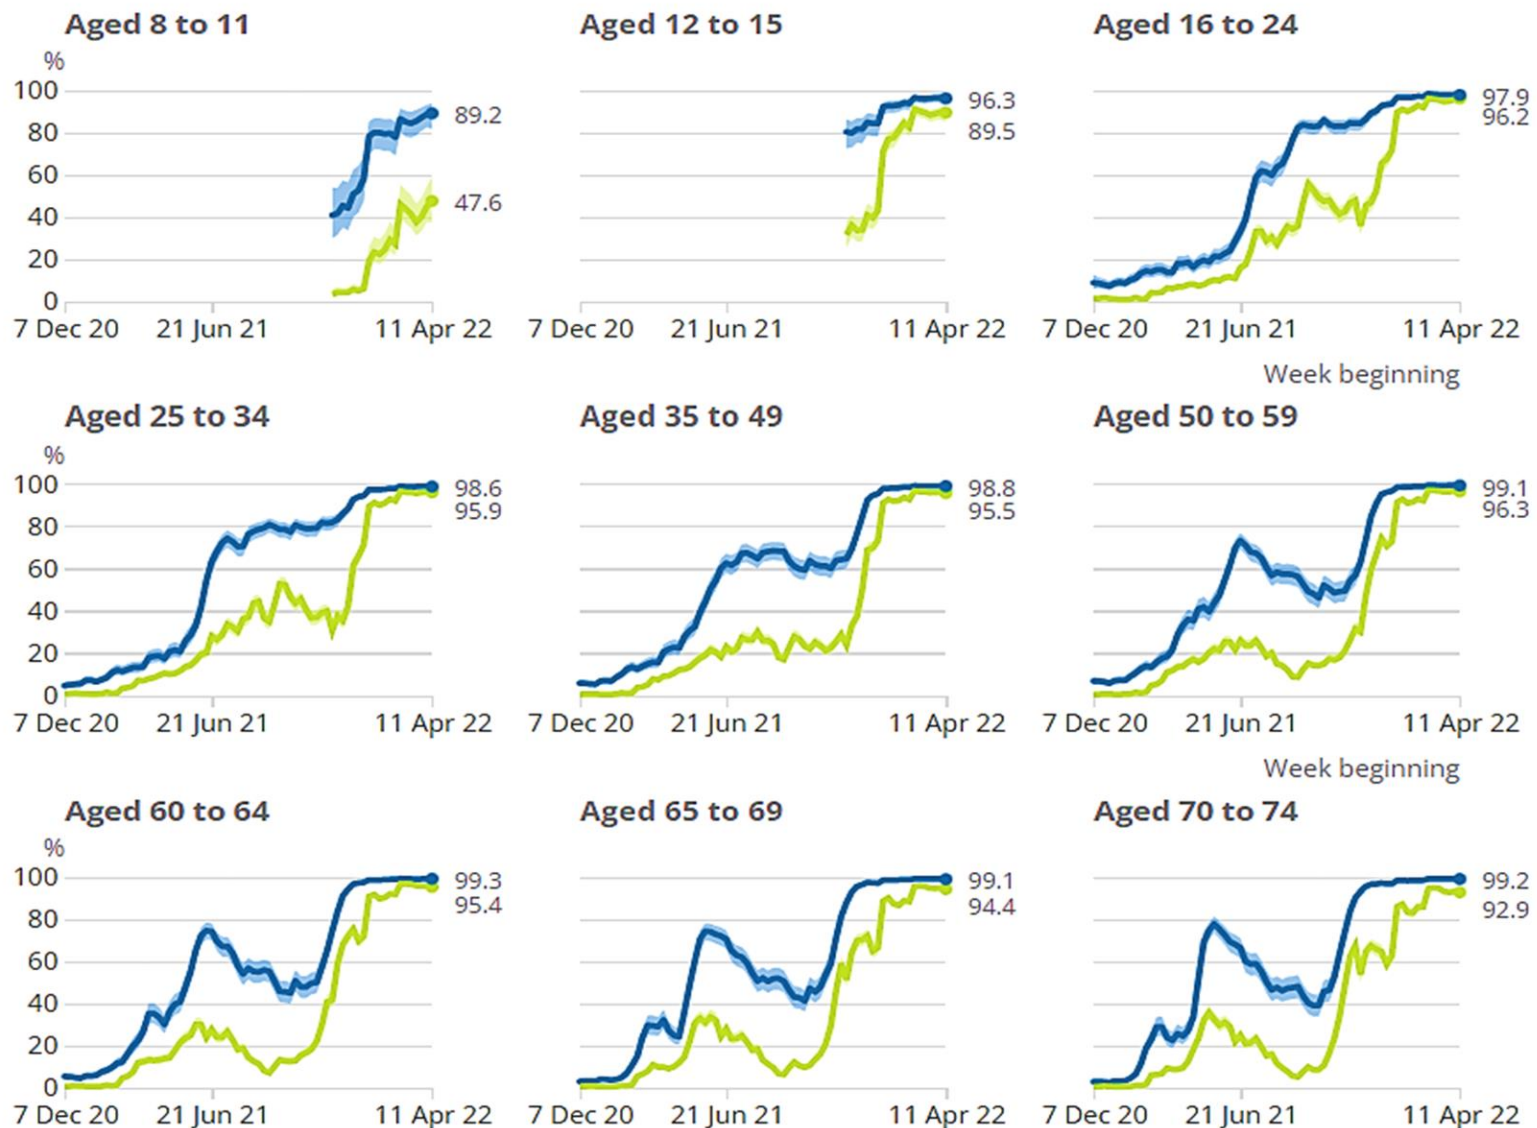 Aged 8 to 11 Aged 12 to 15 Aged 16 to 24
%
100
89.2 96.3 97.9
80 89.5 96.2
60
47.6
40
20
0
7 Dec 20 21 Jun 21 11 Apr 22 7 Dec 20 21 Jun 21 11 Apr 22 7 Dec 20 21 Jun 21 11 Apr 22
Week beginning
Aged 25 to 34 Aged 35 to 49 Aged 50 to 59
%
100 98.6 98.8 99.1
95.9 95.5 96.3
80
60
40
20
0
7 Dec 20 21 Jun 21 11 Apr 22 7 Dec 20 21 Jun 21 11 Apr 22 7 Dec 20 21 Jun 21 11 Apr 22
Week beginning
Aged 60 to 64 Aged 65 to 69 Aged 70 to 74
%
100 99.3 99.1 99.2
95.4 94.4 92.9
80
60
40
20
0
7 Dec 20 21 Jun 21 11 Apr 22 7 Dec 20 21 Jun 21 11 Apr 22 7 Dec 20 21 Jun 21 11 Apr 22